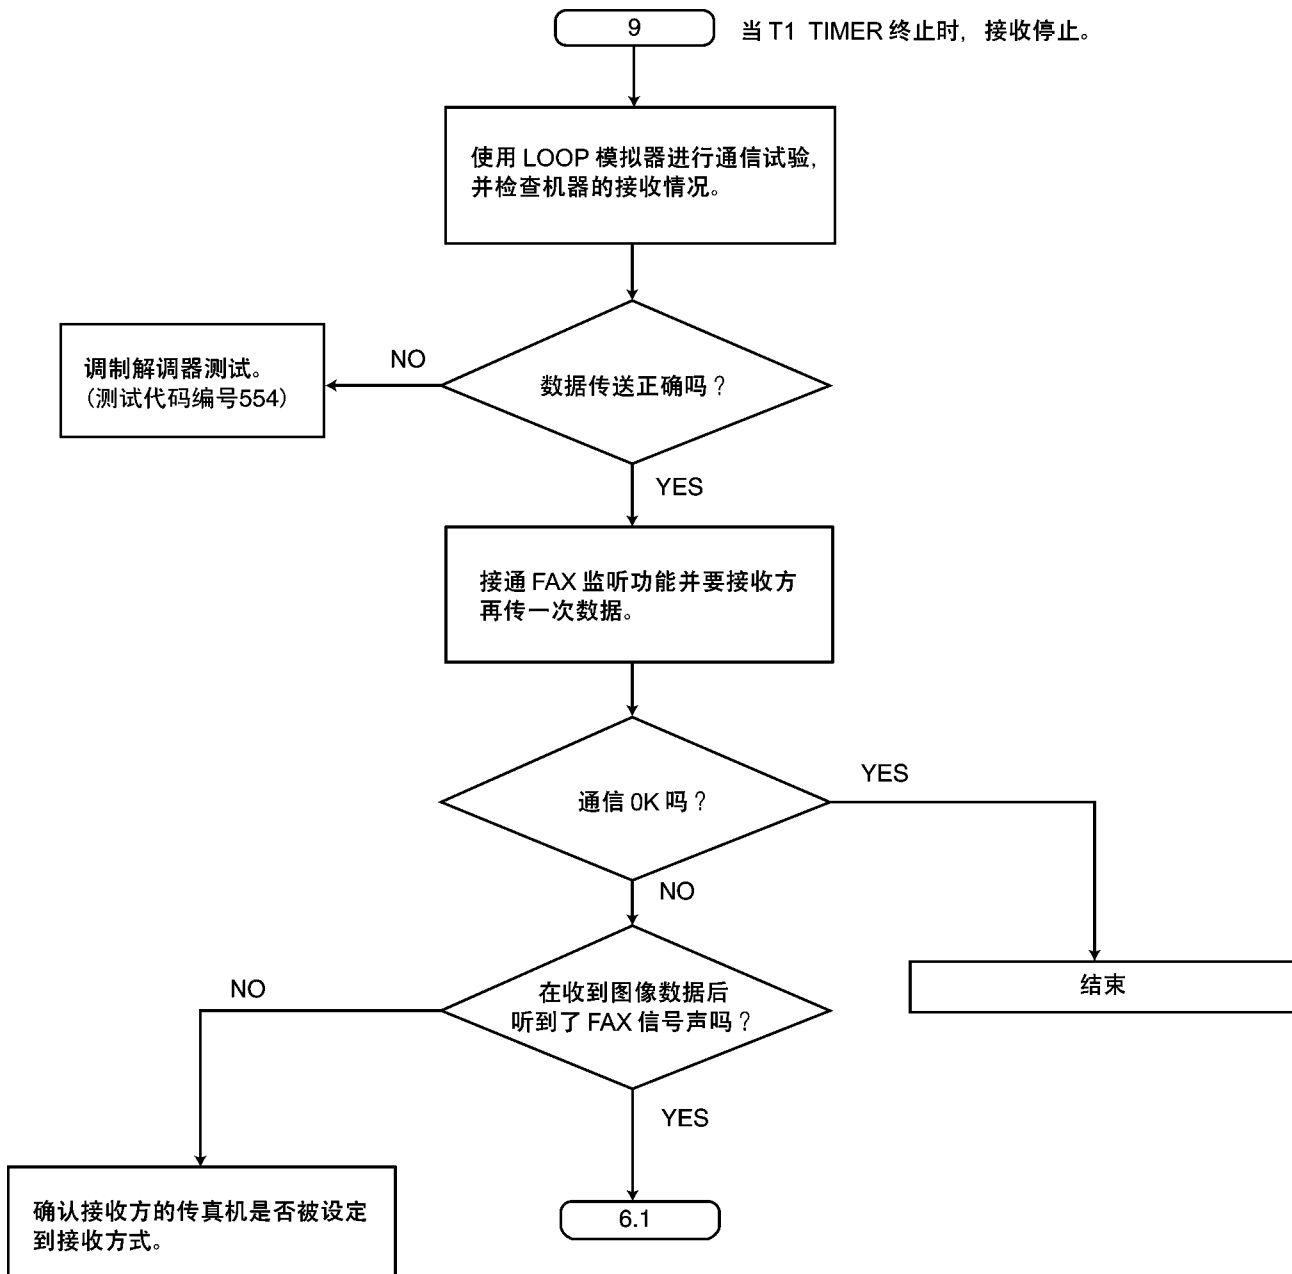 9
当 T1 TIMER 终止时, 接收停止。
使用 LOOP 模拟器进行通信试验,
并检查机器的接收情况。
NO
调制解调器测试。
(测试代码编号554)
数据传送正确吗?
YES
接通 FAX 监听功能并要接收方
再传一次数据。
YES
通信 0K 吗?
NO
结束
NO
在收到图像数据后
听到了 FAX 信号声吗?
YES
确认接收方的传真机是否被设定
到接收方式。
6.1